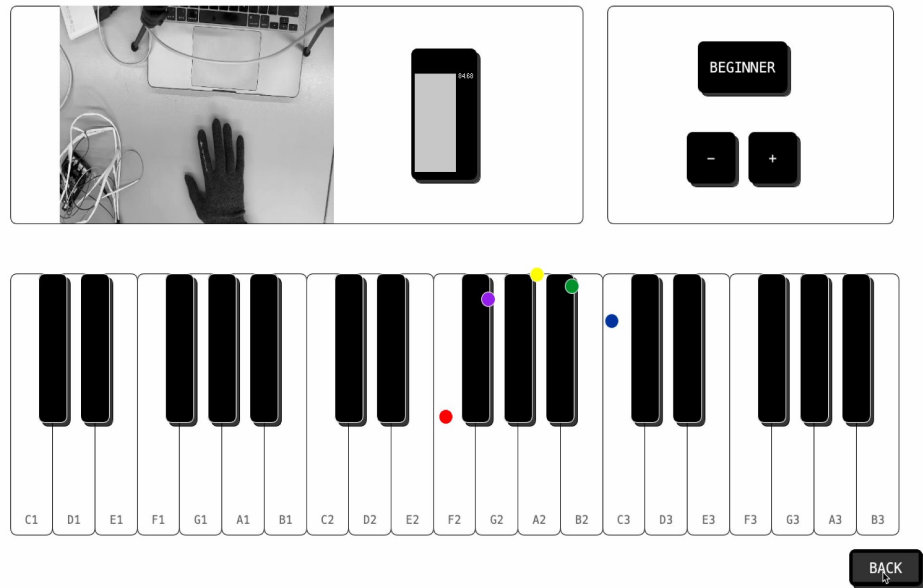 84.68
BEGINNER
-
+
C1 D1 E1 F1 G1 A1 B1 C2 D2 E2 F2 G2 A2 B2 C3 D3 E3 F3 G3 A3 B3
BACK